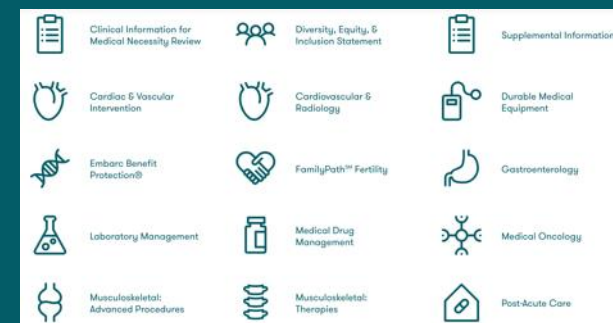 Clinical Information for
Medical Necessity Review
Diversity, Equity, &
Inclusion Statement
Supplemental Information
Cardiac & Vascular
Intervention
Cardiovascular &
Radiology
Durable Medical
Equipment
Embarc Benefit
Protection®
FamilyPath℠ Fertility
Gastroenterology
Laboratory Management
Medical Drug
Management
Medical Oncology
Musculoskeletal:
Advanced Procedures
Musculoskeletal:
Therapies
Post-Acute Care